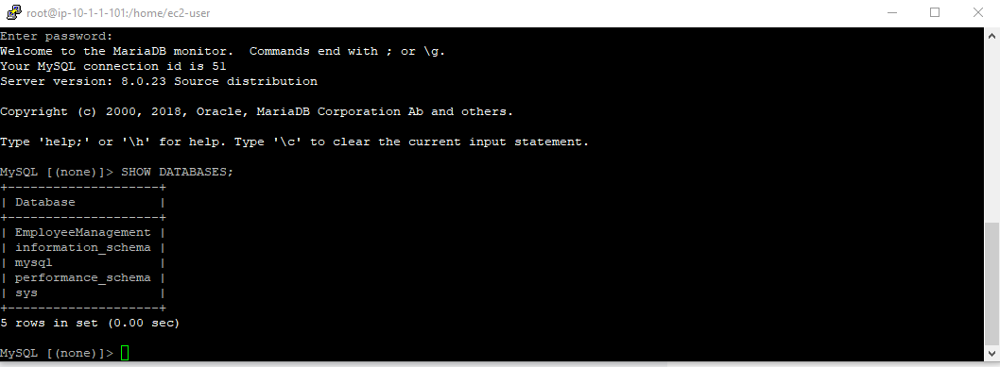 root@ip-10-1-1-101:/home/ec2-user
Enter password:
Welcome to the MariaDB monitor.  Commands end with ; or \g.
Your MySQL connection id is 51
Server version: 8.0.23 Source distribution

Copyright (c) 2000, 2018, Oracle, MariaDB Corporation Ab and others.

Type 'help;' or '\h' for help. Type '\c' to clear the current input statement.

MySQL [(none)]> SHOW DATABASES;
+--------------------+
| Database           |
+--------------------+
| EmployeeManagement |
| information_schema |
| mysql              |
| performance_schema |
| sys                |
+--------------------+
5 rows in set (0.00 sec)

MySQL [(none)]>